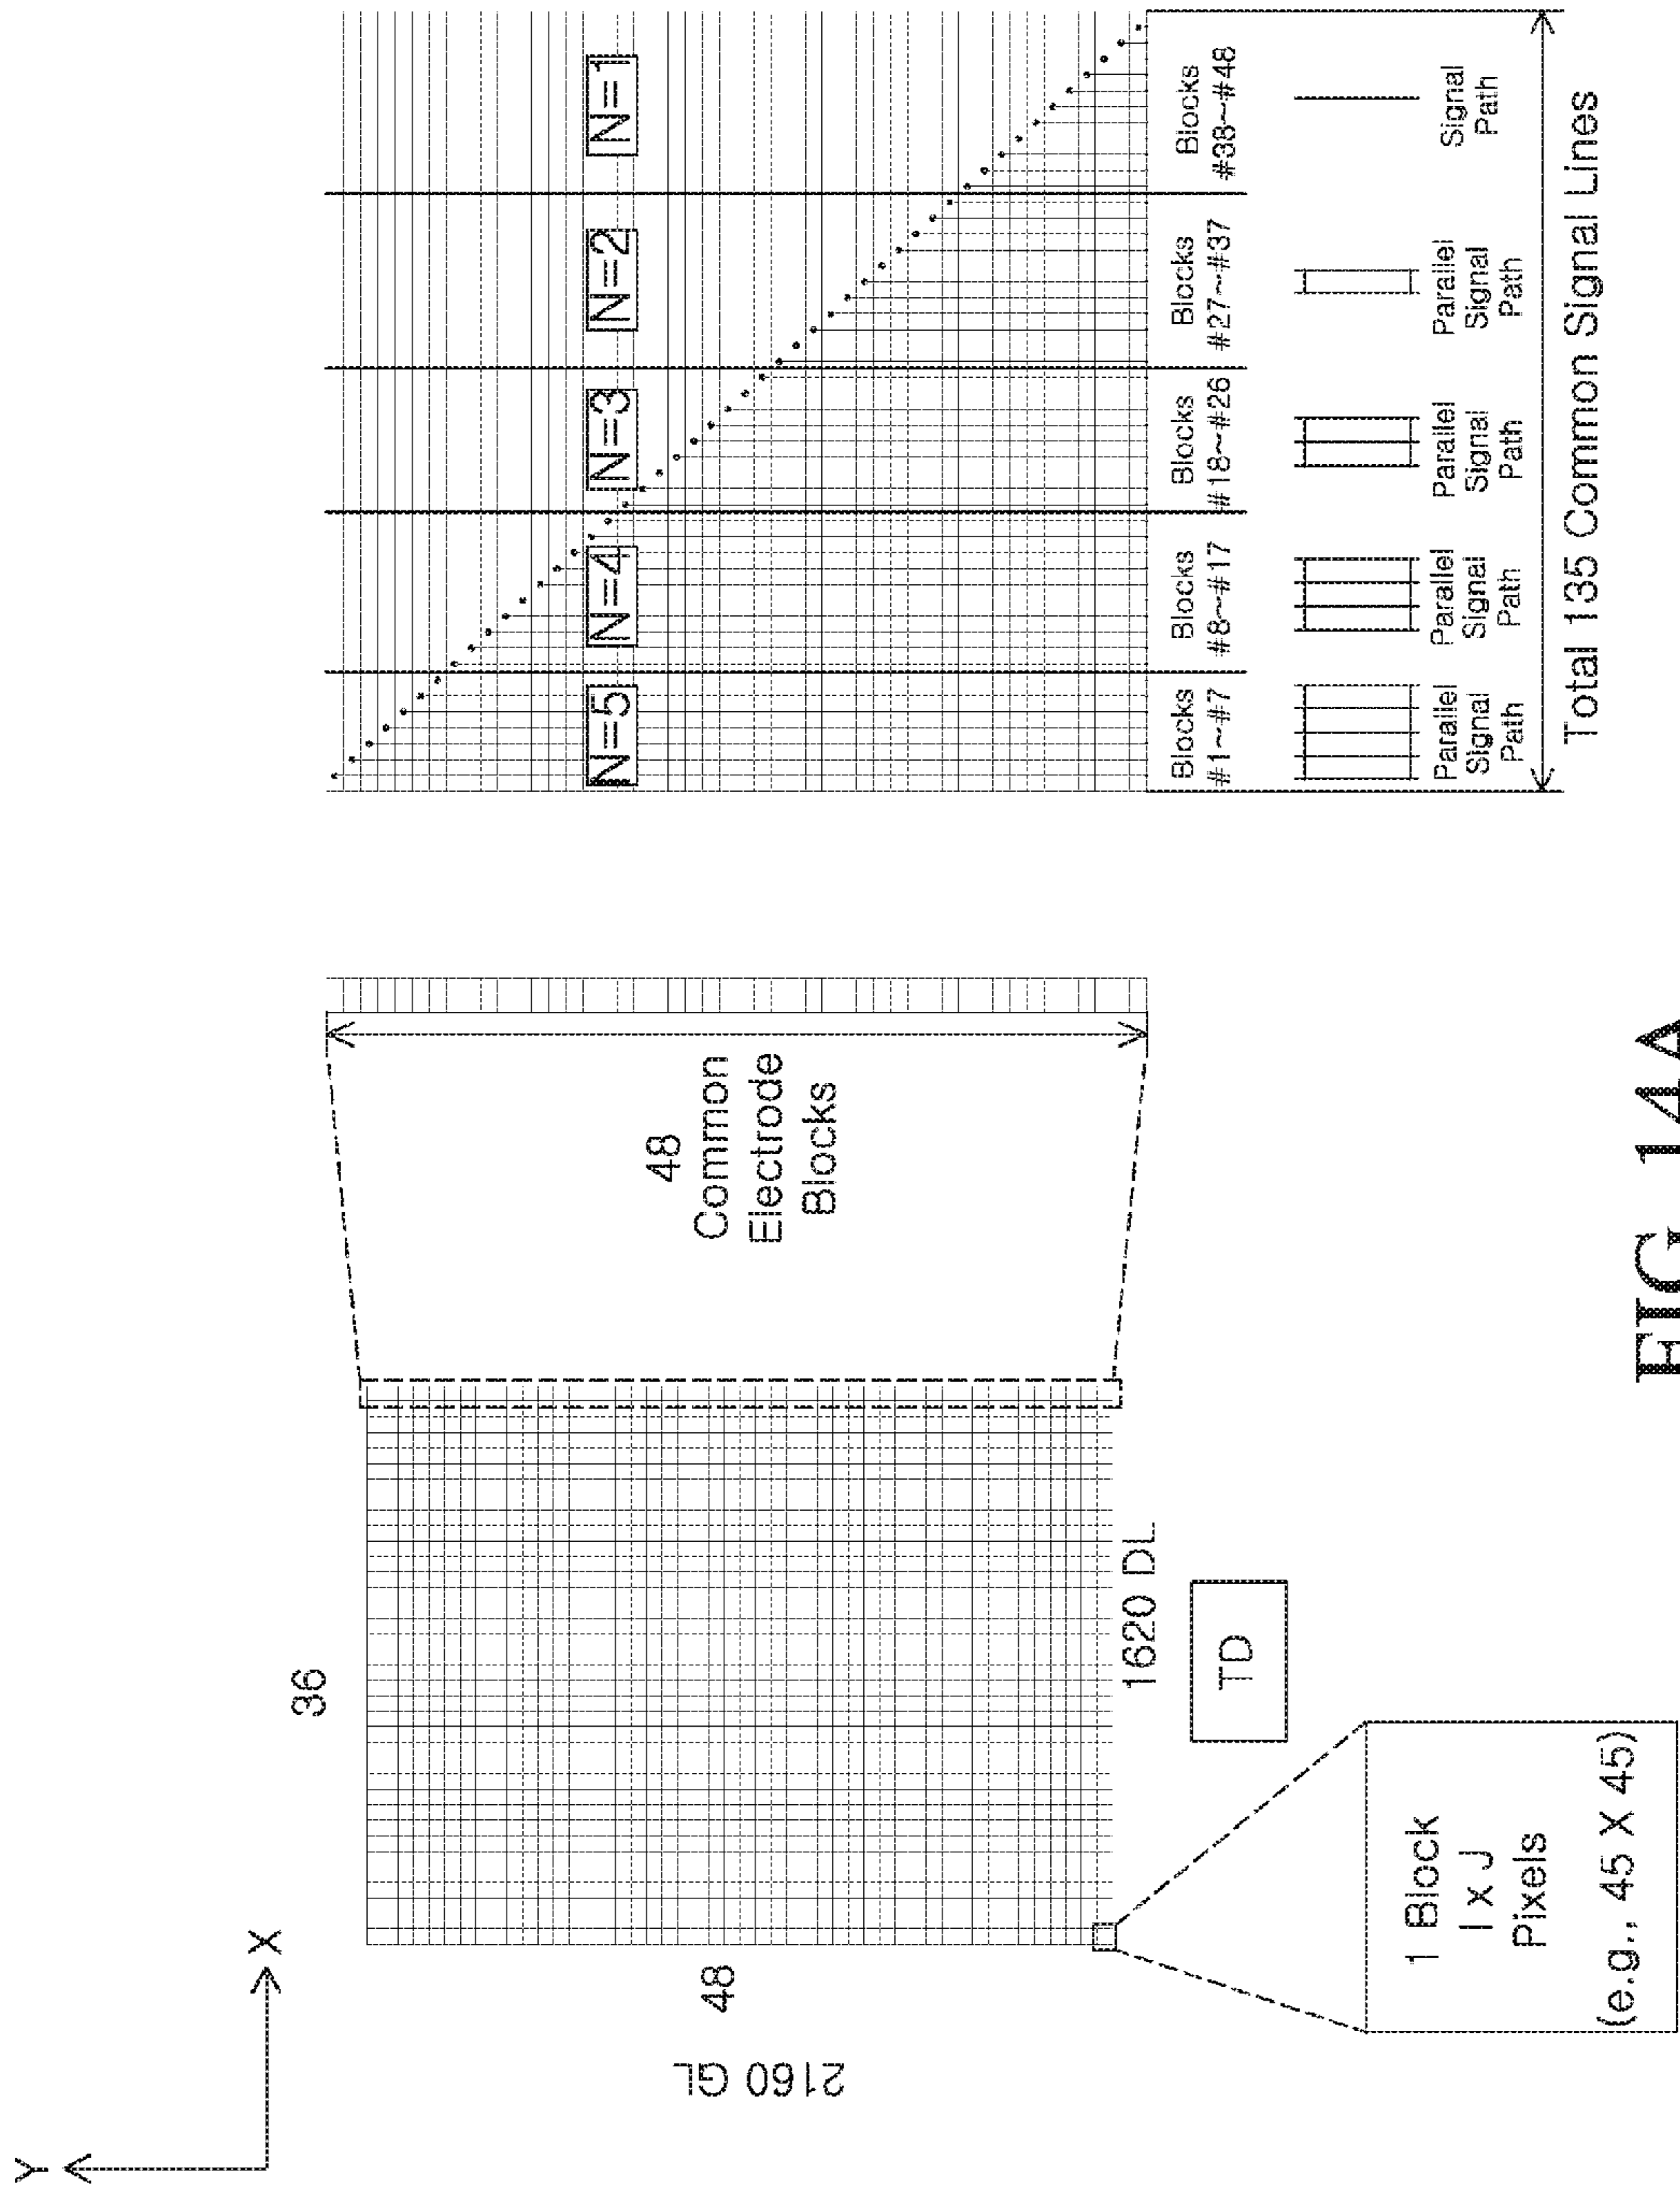 Y
X
36
48
2160 GL
1620 DL
TD
1 Block
I x J
Pixels
(e.g., 45 X 45)
48
Common
Electrode
Blocks
N=5
N=4
N=3
N=2
N=1
Blocks
#1~#7
Blocks
#8~#17
Blocks
#18~#26
Blocks
#27~#37
Blocks
#38~#48
Parallel
Signal
Path
Parallel
Signal
Path
Parallel
Signal
Path
Parallel
Signal
Path
Signal
Path
Total 135 Common Signal Lines
FIG. 14A